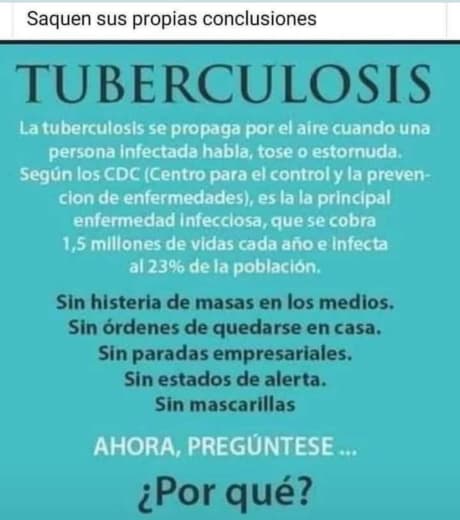 Saquen sus propias conclusiones
TUBERCULOSIS
La tuberculosis se propaga por el aire cuando una
persona infectada habla, tose o estornuda.
Según los CDC (Centro para el control y la preven-
cion de enfermedades), es la la principal
enfermedad infecciosa, que se cobra
1,5 millones de vidas cada año e infecta
al 23% de la población.
Sin histeria de masas en los medios.
Sin órdenes de quedarse en casa.
Sin paradas empresariales.
Sin estados de alerta.
Sin mascarillas
AHORA, PREGÚNTESE ...
¿Por qué?